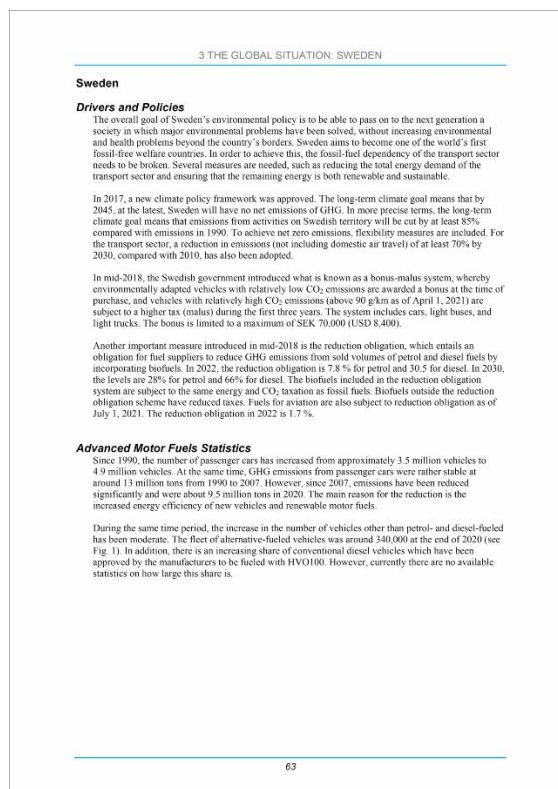 3 THE GLOBAL SITUATION: SWEDEN
Sweden
Drivers and Policies
The overall goal of Sweden's environmental policy is to be able to pass on to the next generation a
society in which major environmental problems have been solved, without increasing environmental
and health problems beyond the country's borders. Sweden aims to become one of the world's first
fossil-free welfare countries. In order to achieve this, the fossil-fuel dependency of the transport sector
needs to be broken. Several measures are needed, such as reducing the total energy demand of the
transport sector and ensuring that the remaining energy is both renewable and sustainable.
In 2017, a new climate policy framework was approved. The long-term climate goal means that by
2045, at the latest, Sweden will have no net emissions of GHG. In more precise terms, the long-term
climate goal means that emissions from activities on Swedish territory will be cut by at least 85%
compared with emissions in 1990. To achieve net zero emissions, flexibility measures are included. For
the transport sector, a reduction in emissions (not including domestic air travel) of at least 70% by
2030, compared with 2010, has also been adopted.
In mid-2018, the Swedish government introduced what is known as a bonus-malus system, whereby
environmentally adapted vehicles with relatively low CO₂ emissions are awarded a bonus at the time of
purchase, and vehicles with relatively high CO₂ emissions (above 90 g/km as of April 1, 2021) are
subject to a higher tax (malus) during the first three years. The system includes cars, light buses, and
light trucks. The bonus is limited to a maximum of SEK 70,000 (USD 8,400).
Another important measure introduced in mid-2018 is the reduction obligation, which entails an
obligation for fuel suppliers to reduce GHG emissions from sold volumes of petrol and diesel fuels by
incorporating biofuels. In 2022, the reduction obligation is 7.8 % for petrol and 30.5 for diesel. In 2030,
the levels are 28% for petrol and 66% for diesel. The biofuels included in the reduction obligation
system are subject to the same energy and CO₂ taxation as fossil fuels. Biofuels outside the reduction
obligation scheme have reduced taxes. Fuels for aviation are also subject to reduction obligation as of
July 1, 2021. The reduction obligation in 2022 is 1.7 %.
Advanced Motor Fuels Statistics
Since 1990, the number of passenger cars has increased from approximately 3.5 million vehicles to
4.9 million vehicles. At the same time, GHG emissions from passenger cars were rather stable at
around 13 million tons from 1990 to 2007. However, since 2007, emissions have been reduced
significantly and were about 9.5 million tons in 2020. The main reason for the reduction is the
increased energy efficiency of new vehicles and renewable motor fuels.
During the same time period, the increase in the number of vehicles other than petrol- and diesel-fueled
has been moderate. The fleet of alternative-fueled vehicles was around 340,000 at the end of 2020 (see
Fig. 1). In addition, there is an increasing share of conventional diesel vehicles which have been
approved by the manufacturers to be fueled with HVO100. However, currently there are no available
statistics on how large this share is.
63